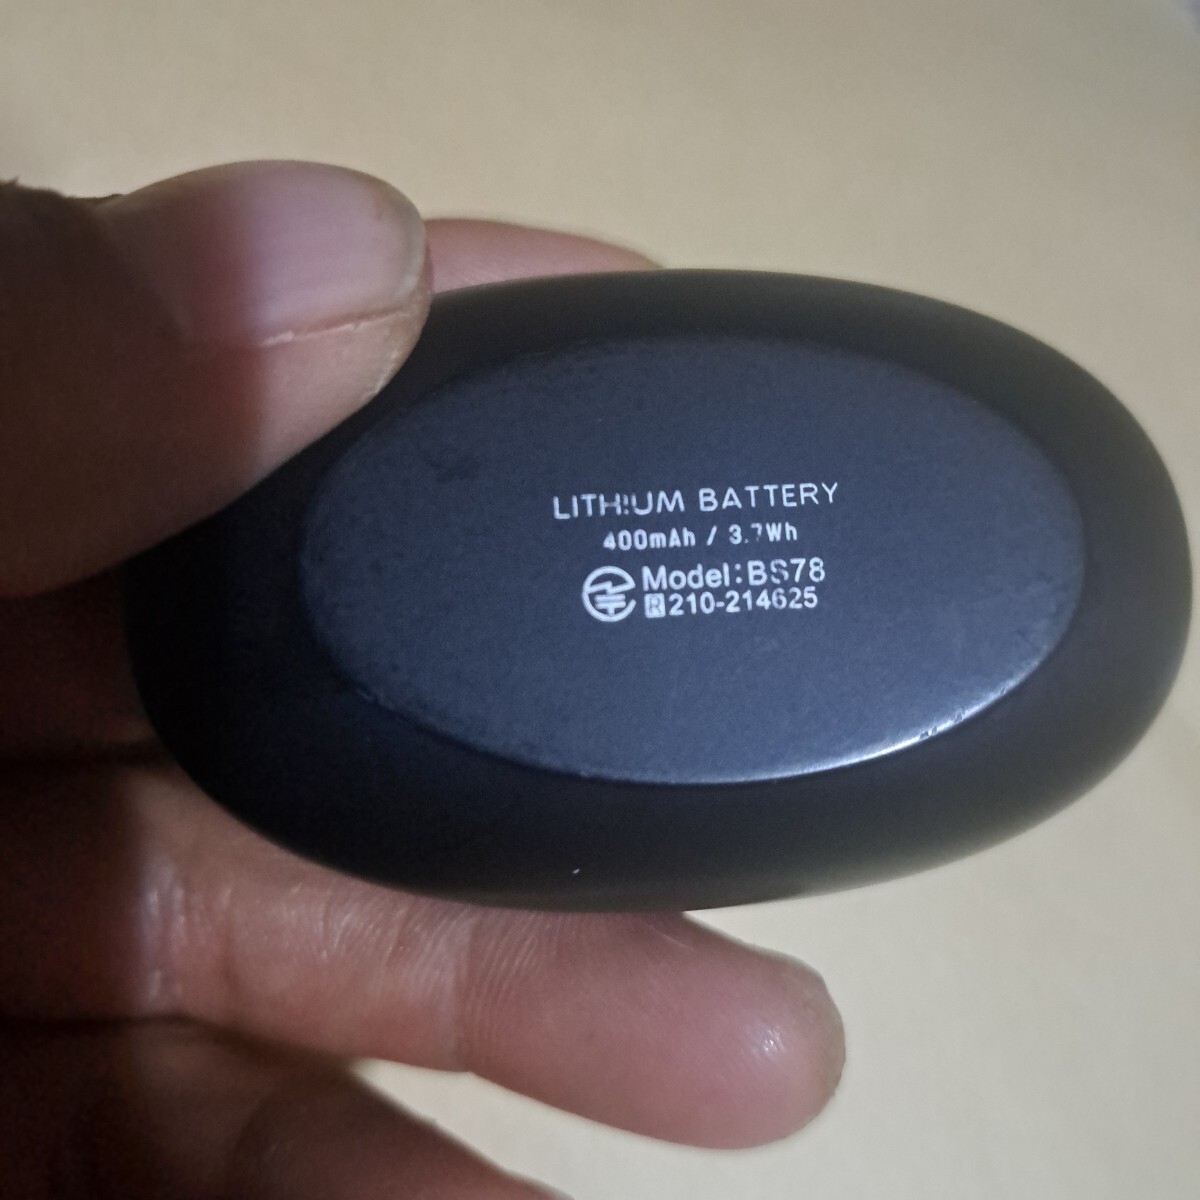 LITHIUM BATTERY
400mAh / 3.7Wh
Model:BS78
R 210-214625